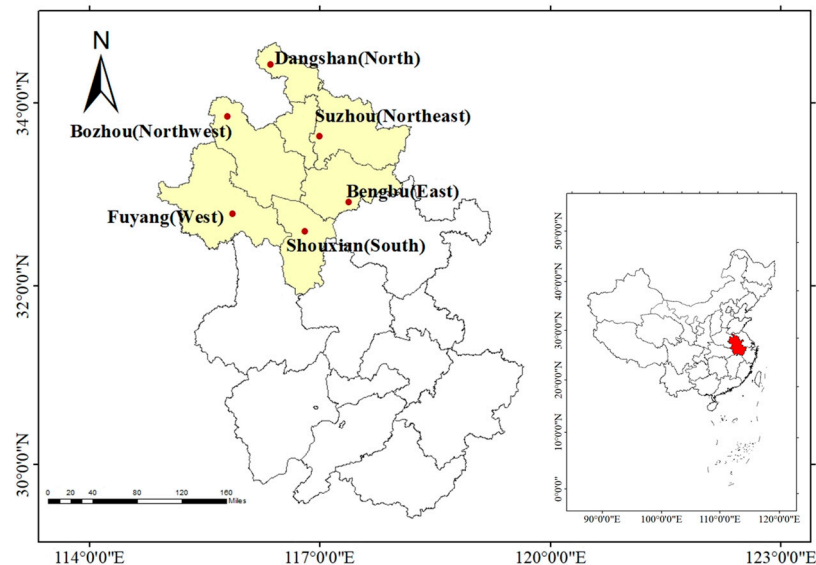 N
Dangshan(North)
Suzhou(Northeast)
Bozhou(Northwest)
Bengbu(East)
Fuyang(West)
Shouxian(South)
34°0'0"N
32°0'0"N
30°0'0"N
0 20 40 80 120 160
Miles
114°0'0"E
117°0'0"E
120°0'0"E
123°0'0"E
50°0'0"N
40°0'0"N
30°0'0"N
20°0'0"N
10°0'0"N
0°0'0"N
90°0'0"E
100°0'0"E
110°0'0"E
120°0'0"E